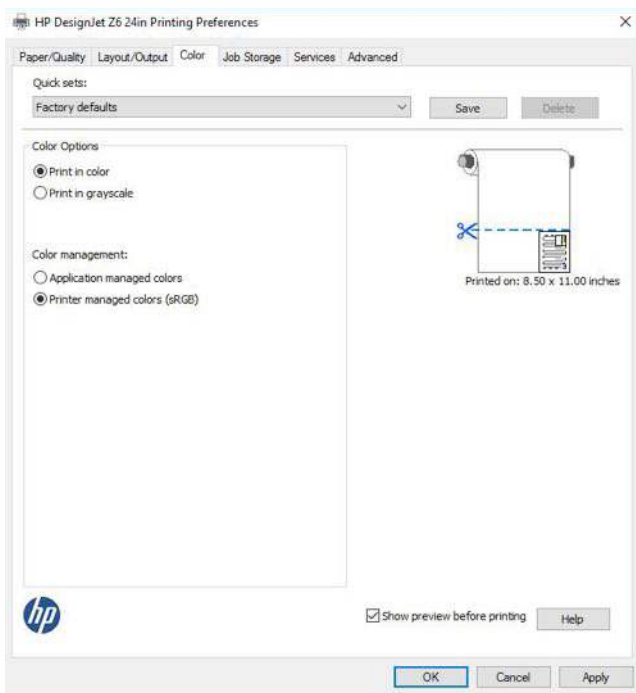 HP DesignJet Z6 24in Printing Preferences
Paper/Quality Layout/Output Color Job Storage Services Advanced
Quick sets:
Factory defaults Save Delete
Color Options
Print in color
Print in grayscale
Color management:
Application managed colors
Printer managed colors (sRGB)
Printed on: 8.50 x 11.00 inches
hp
Show preview before printing Help
OK Cancel Apply